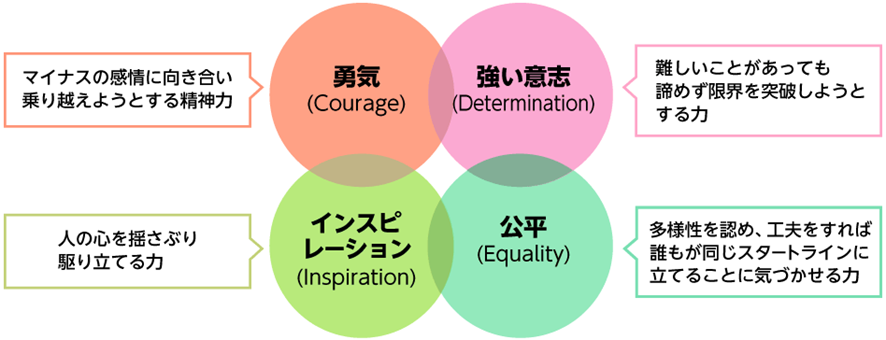 マイナスの感情に向き合い
乗り越えようとする精神力
勇気
(Courage)
強い意志
(Determination)
難しいことがあっても
諦めず限界を突破しようと
する力
人の心を揺さぶり
駆り立てる力
インスピ
レーション
(Inspiration)
公平
(Equality)
多様性を認め、工夫をすれば
誰もが同じスタートラインに
立てることに気づかせる力